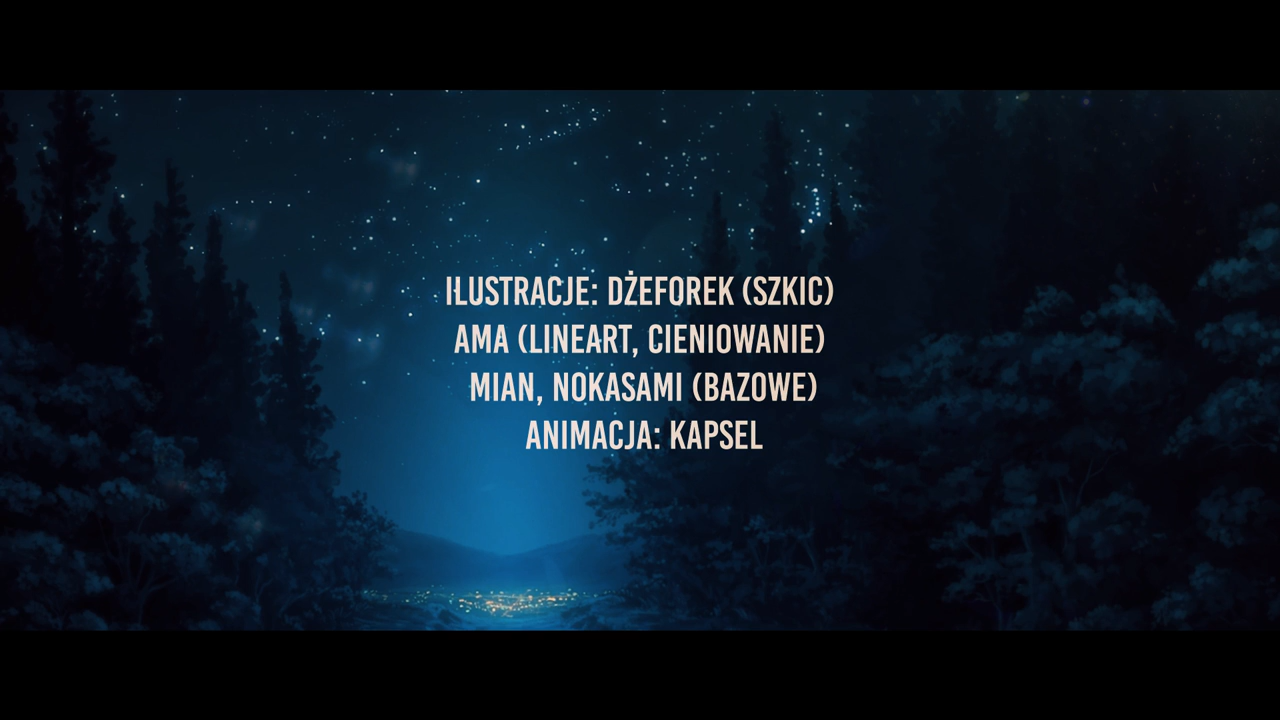 ILUSTRACJE: DŻEFOREK (SZKIC)
AMA (LINEART, CIENIOWANIE)
MIAN, NOKASAMI (BAZOWE)
ANIMACJA: KAPSEL